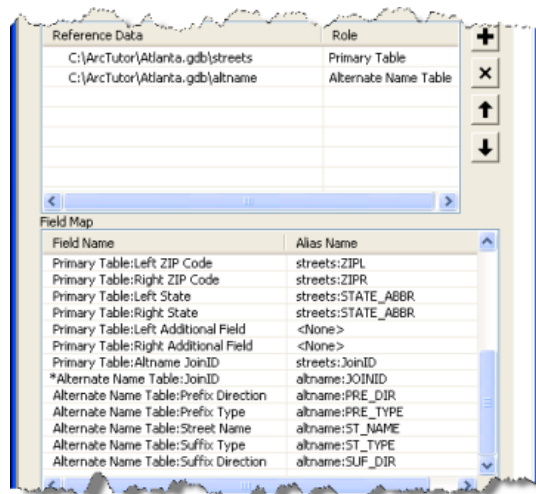 Reference Data Role
C:\ArcTutor\Atlanta.gdb\streets Primary Table
C:\ArcTutor\Atlanta.gdb\altname Alternate Name Table
Field Map
Field Name Alias Name
Primary Table:Left ZIP Code streets:ZIPL
Primary Table:Right ZIP Code streets:ZIPR
Primary Table:Left State streets:STATE_ABBR
Primary Table:Right State streets:STATE_ABBR
Primary Table:Left Additional Field <None>
Primary Table:Right Additional Field <None>
Primary Table:Altname JoinID streets:JoinID
*Alternate Name Table:JoinID altname:JOINID
Alternate Name Table:Prefix Direction altname:PRE_DIR
Alternate Name Table:Prefix Type altname:PRE_TYPE
Alternate Name Table:Street Name altname:ST_NAME
Alternate Name Table:Suffix Type altname:ST_TYPE
Alternate Name Table:Suffix Direction altname:SUF_DIR